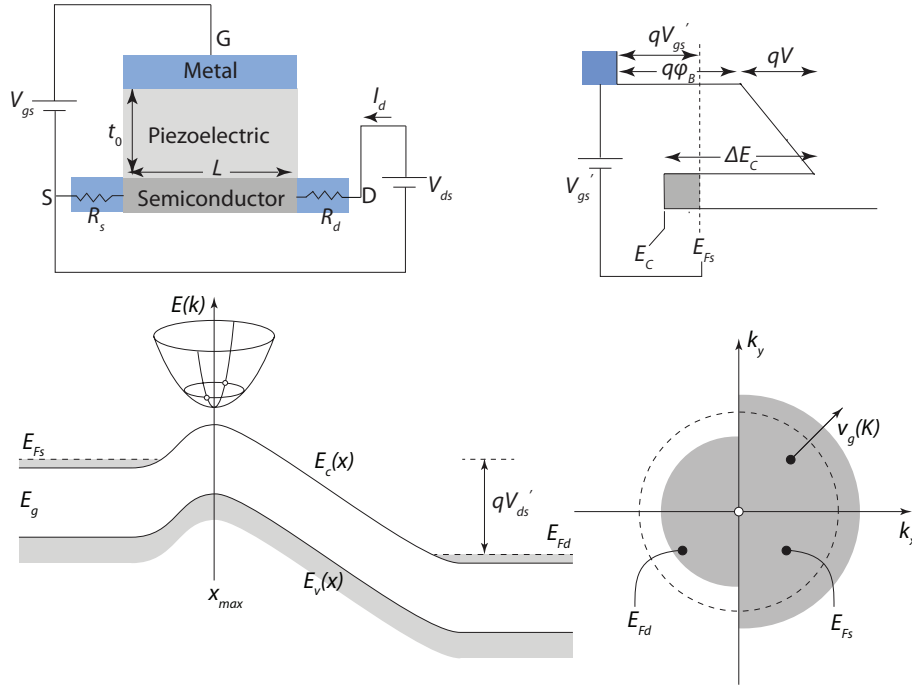 G
Metal
V_gs
t_0
Piezoelectric
I_d
L
S
Semiconductor
D
V_ds
R_s
R_d
qV_gs′
qφ_B
qV
ΔE_C
V_gs′
E_C
E_Fs
E(k)
E_Fs
E_c(x)
E_g
qV_ds′
E_Fd
E_v(x)
x_max
k_y
v_g(K)
k_x
E_Fd
E_Fs